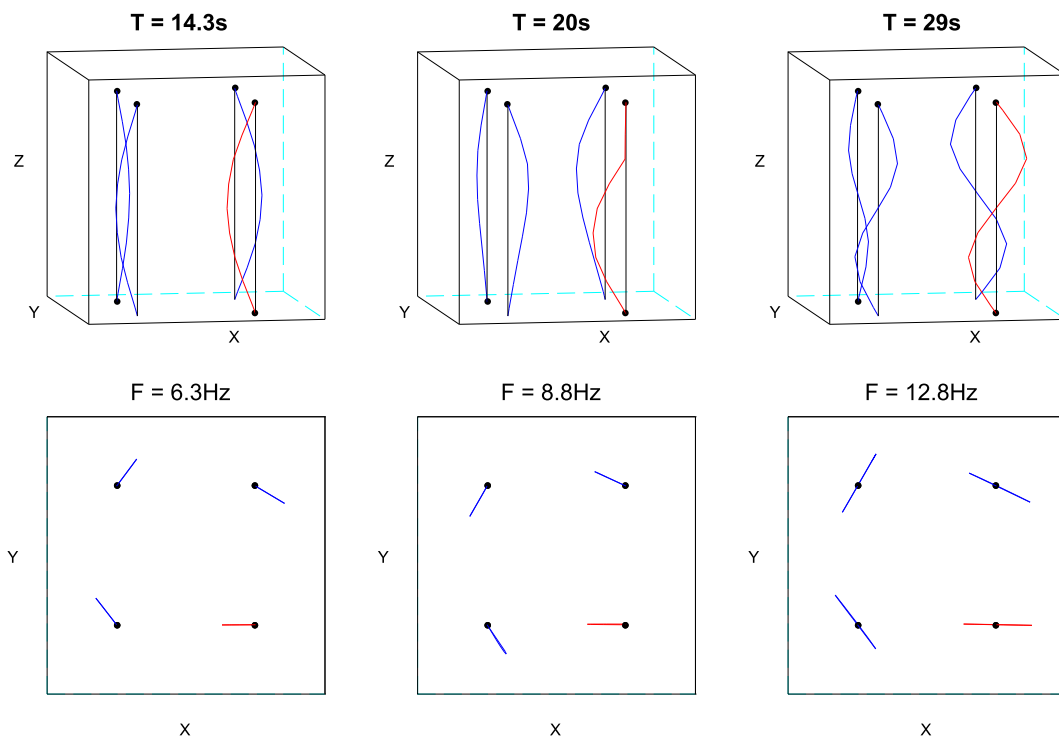 T = 14.3s
T = 20s
T = 29s
Z
Z
Z
Y
Y
Y
X
X
X
F = 6.3Hz
F = 8.8Hz
F = 12.8Hz
Y
Y
Y
X
X
X